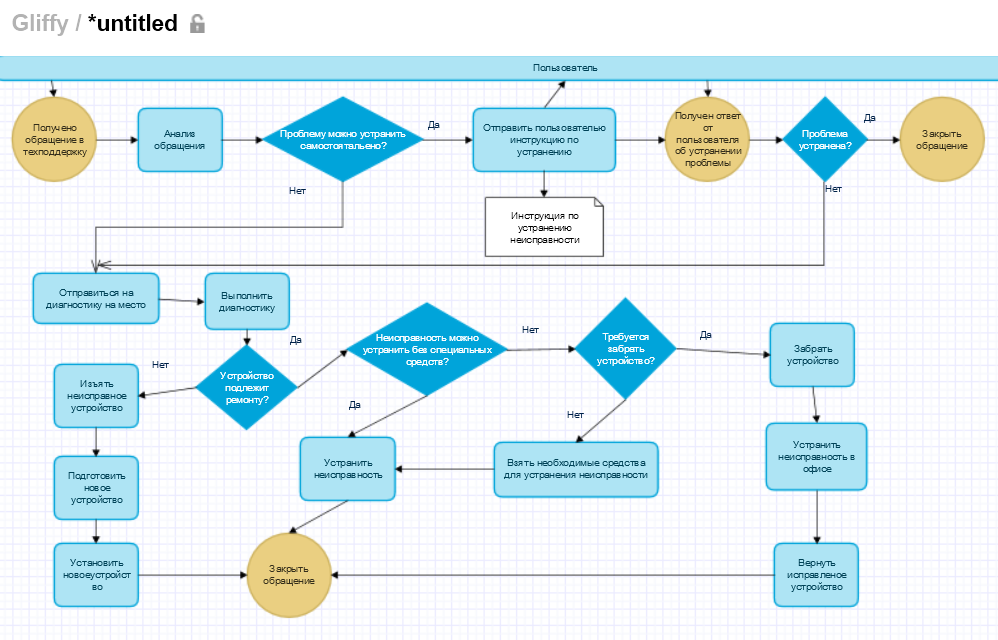 Gliffy / *untitled
Пользователь
Получено
обращение в
техподдержку
Анализ
обращения
Проблему можно устранить
самостоятальено?
Да
Отправить пользователю
инструкцию по
устранению
Получен ответ
от
пользователя
об устранении
проблемы
Проблема
устранена?
Да
Закрыть
обращение
Нет
Нет
Инструкция по
устранению
неисправности
Отправиться на
диагностику на место
Выполнить
диагностику
Да
Неисправность можно
устранить без специальных
средств?
Нет
Требуется
забрать
устройство?
Да
Забрать
устройство
Нет
Изъять
неисправное
устройство
Устройство
подлежит
ремонту?
Да
Нет
Устранить
неисправность
Взять необходимые средства
для устранения неисправности
Устранить
неисправность в
офисе
Подготовить
новое
устройство
Установить
новоеустройст
во
Закрыть
обращение
Вернуть
исправленое
устройство